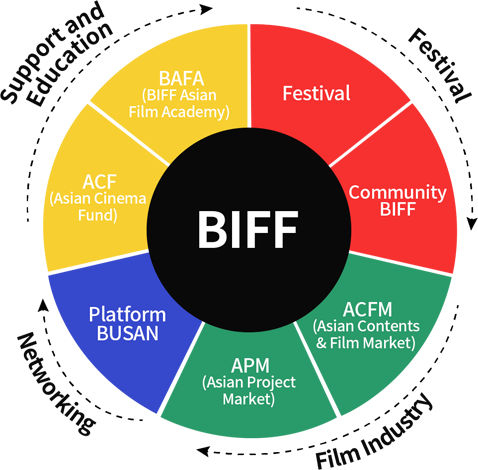 Support and
Education
Festival
BAFA
(BIFF Asian
Film Academy)
Festival
ACF
(Asian Cinema
Fund)
Community
BIFF
BIFF
Platform
BUSAN
ACFM
(Asian Contents
& Film Market)
APM
(Asian Project
Market)
Networking
Film Industry